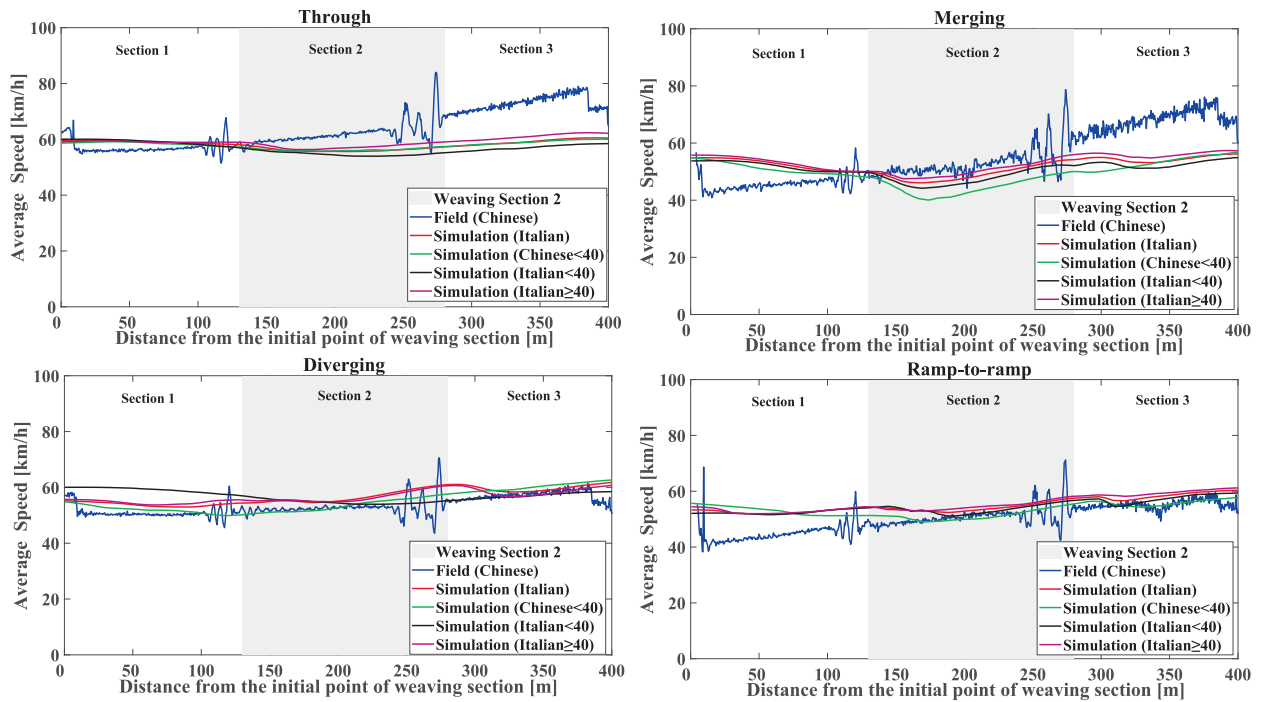 Through
Average Speed [km/h]
100
80
60
40
20
0
Section 1
Section 2
Section 3
Weaving Section 2
Field (Chinese)
Simulation (Italian)
Simulation (Chinese<40)
Simulation (Italian<40)
Simulation (Italian≥40)
0 50 100 150 200 250 300 350 400
Distance from the initial point of weaving section [m]
Merging
Average Speed [km/h]
100
80
60
40
20
0
Section 1
Section 2
Section 3
Weaving Section 2
Field (Chinese)
Simulation (Italian)
Simulation (Chinese<40)
Simulation (Italian<40)
Simulation (Italian≥40)
0 50 100 150 200 250 300 350 400
Distance from the initial point of weaving section [m]
Diverging
Average Speed [km/h]
100
80
60
40
20
0
Section 1
Section 2
Section 3
Weaving Section 2
Field (Chinese)
Simulation (Italian)
Simulation (Chinese<40)
Simulation (Italian<40)
Simulation (Italian≥40)
0 50 100 150 200 250 300 350 400
Distance from the initial point of weaving section [m]
Ramp-to-ramp
Average Speed [km/h]
100
80
60
40
20
0
Section 1
Section 2
Section 3
Weaving Section 2
Field (Chinese)
Simulation (Italian)
Simulation (Chinese<40)
Simulation (Italian<40)
Simulation (Italian≥40)
0 50 100 150 200 250 300 350 400
Distance from the initial point of weaving section [m]